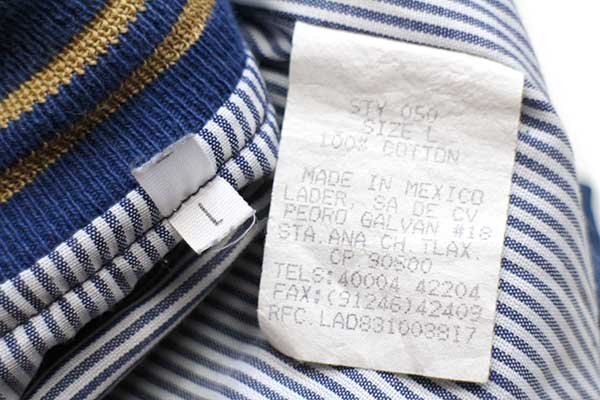 STY 050
SIZE L
100% COTTON
MADE IN MEXICO
LADER, SA DE CV
PEDRO GALVAN #18
STA.ANA CH TLAX.
CP 90800
TELS:40004 42204
FAX:(91246)42409
RFC.LAD831003817
L